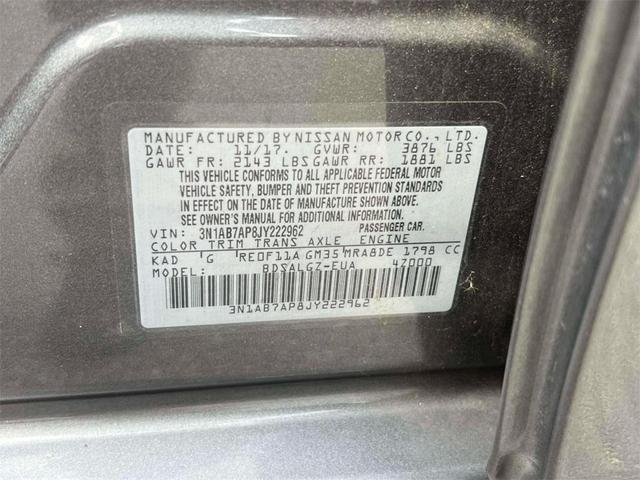 MANUFACTURED BY NISSAN MOTOR CO., LTD.
DATE: 11/17. GVWR: 3876 LBS
GAWR FR: 2143 LBS GAWR RR: 1881 LBS
THIS VEHICLE CONFORMS TO ALL APPLICABLE FEDERAL MOTOR
VEHICLE SAFETY, BUMPER AND THEFT PREVENTION STANDARDS
IN EFFECT ON THE DATE OF MANUFACTURE SHOWN ABOVE.
SEE OWNER'S MANUAL FOR ADDITIONAL INFORMATION.
VIN: 3N1AB7AP8JY222962 PASSENGER CAR.
COLOR TRIM TRANS AXLE ENGINE
KAD G RE0F11A GM35 MRA8DE 1798 CC
MODEL: BDSALGZ-EUA 47000
3N1AB7AP8JY222962